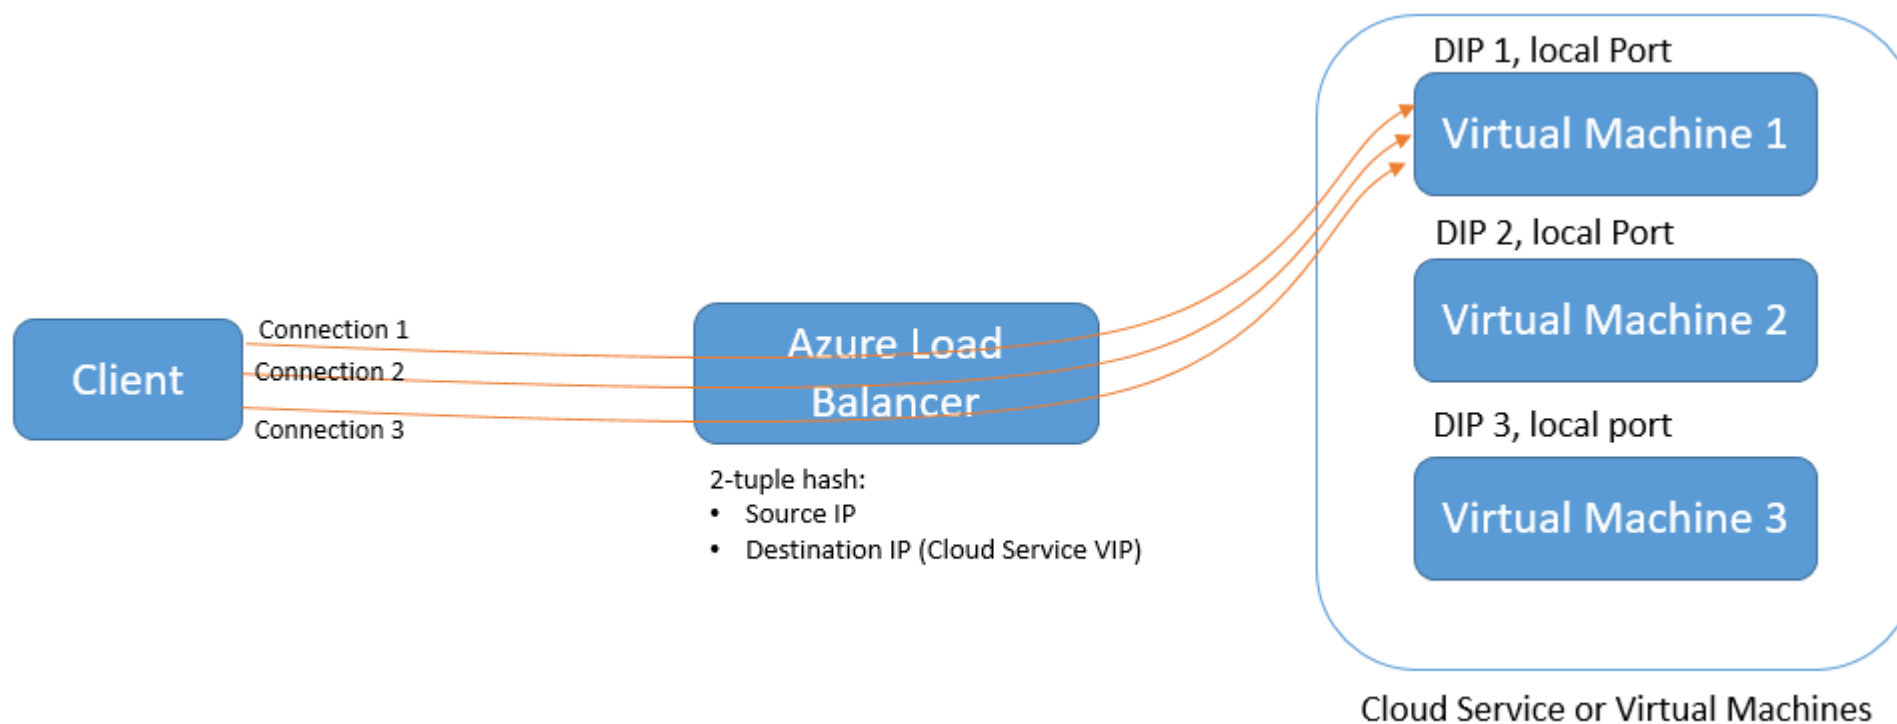 Client
Connection 1
Connection 2
Connection 3
Azure Load
Balancer
2-tuple hash:
• Source IP
• Destination IP (Cloud Service VIP)
DIP 1, local Port
Virtual Machine 1
DIP 2, local Port
Virtual Machine 2
DIP 3, local port
Virtual Machine 3
Cloud Service or Virtual Machines